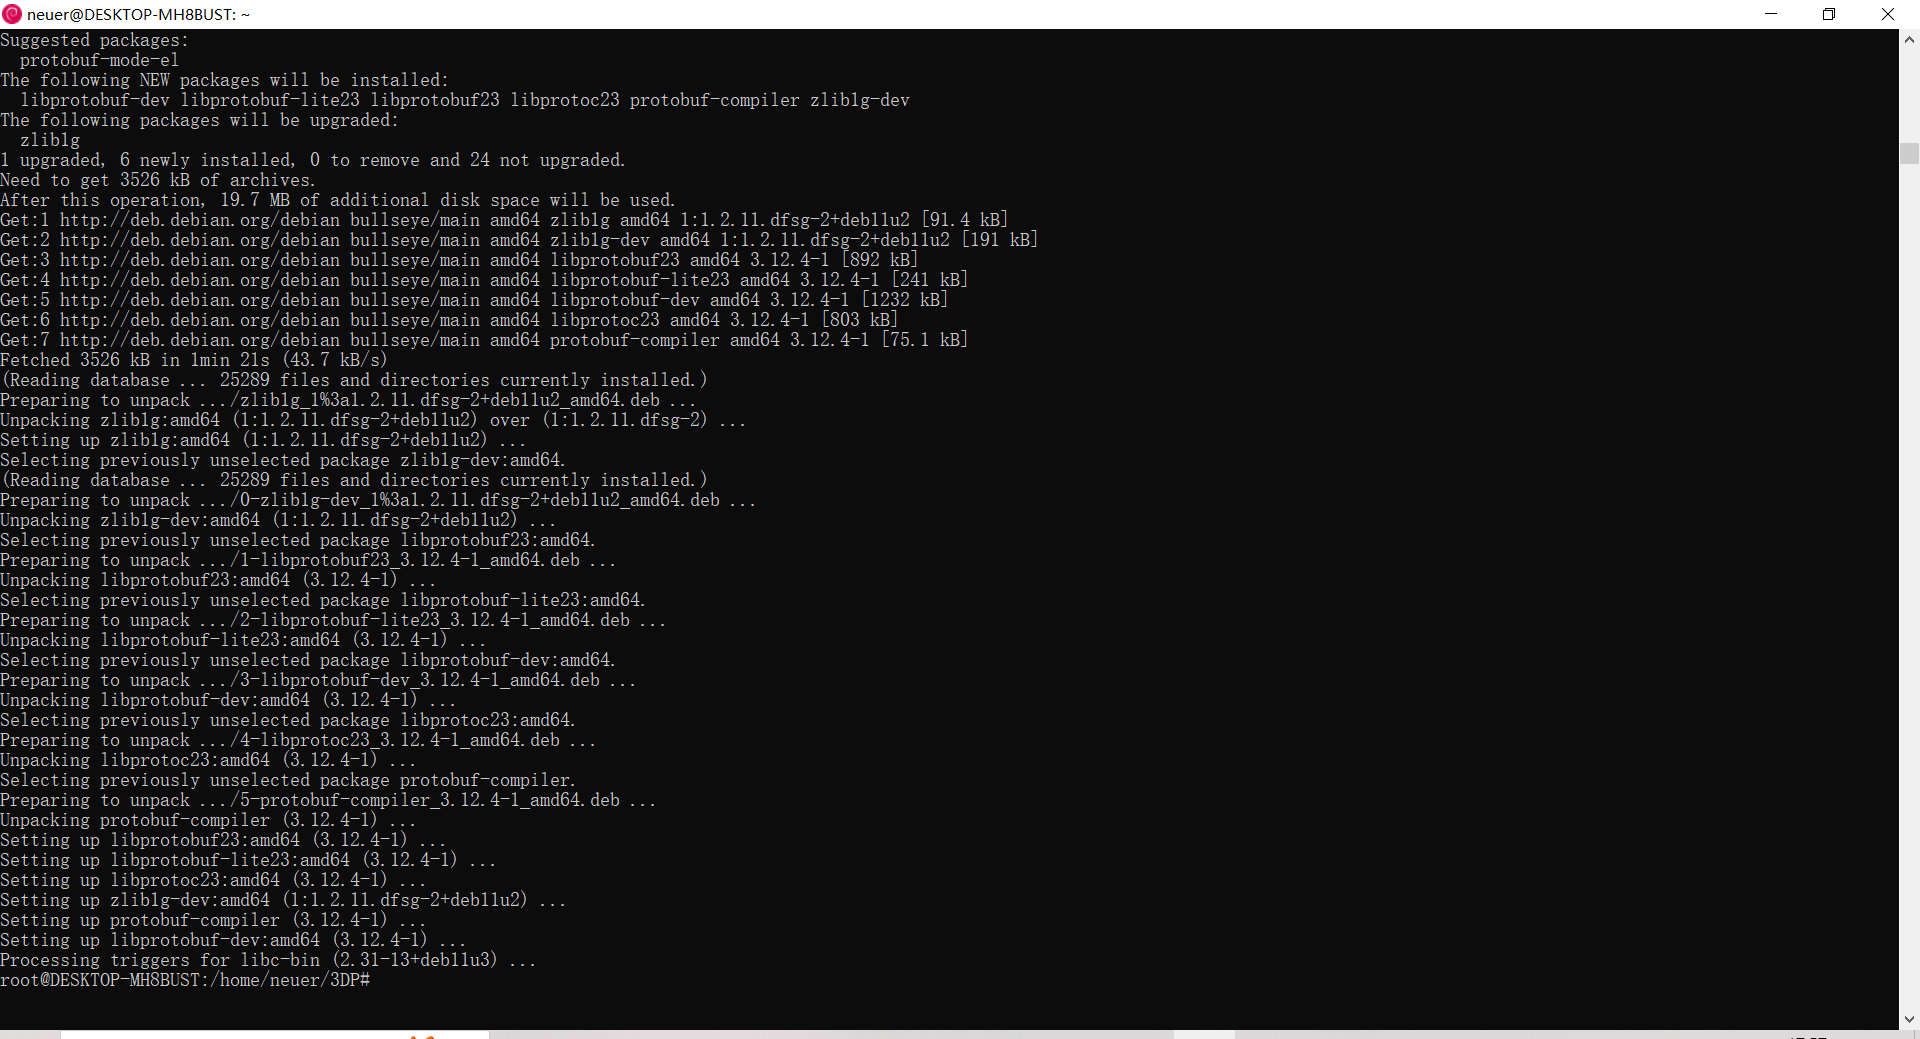 neuer@DESKTOP-MH8BUST: ~
Suggested packages:
  protobuf-mode-el
The following NEW packages will be installed:
  libprotobuf-dev libprotobuf-lite23 libprotobuf23 libprotoc23 protobuf-compiler zlib1g-dev
The following packages will be upgraded:
  zlib1g
1 upgraded, 6 newly installed, 0 to remove and 24 not upgraded.
Need to get 3526 kB of archives.
After this operation, 19.7 MB of additional disk space will be used.
Get:1 http://deb.debian.org/debian bullseye/main amd64 zlib1g amd64 1:1.2.11.dfsg-2+deb11u2 [91.4 kB]
Get:2 http://deb.debian.org/debian bullseye/main amd64 zlib1g-dev amd64 1:1.2.11.dfsg-2+deb11u2 [191 kB]
Get:3 http://deb.debian.org/debian bullseye/main amd64 libprotobuf23 amd64 3.12.4-1 [892 kB]
Get:4 http://deb.debian.org/debian bullseye/main amd64 libprotobuf-lite23 amd64 3.12.4-1 [241 kB]
Get:5 http://deb.debian.org/debian bullseye/main amd64 libprotobuf-dev amd64 3.12.4-1 [1232 kB]
Get:6 http://deb.debian.org/debian bullseye/main amd64 libprotoc23 amd64 3.12.4-1 [803 kB]
Get:7 http://deb.debian.org/debian bullseye/main amd64 protobuf-compiler amd64 3.12.4-1 [75.1 kB]
Fetched 3526 kB in 1min 21s (43.7 kB/s)
(Reading database ... 25289 files and directories currently installed.)
Preparing to unpack .../zlib1g_1%3a1.2.11.dfsg-2+deb11u2_amd64.deb ...
Unpacking zlib1g:amd64 (1:1.2.11.dfsg-2+deb11u2) over (1:1.2.11.dfsg-2) ...
Setting up zlib1g:amd64 (1:1.2.11.dfsg-2+deb11u2) ...
Selecting previously unselected package zlib1g-dev:amd64.
(Reading database ... 25289 files and directories currently installed.)
Preparing to unpack .../0-zlib1g-dev_1%3a1.2.11.dfsg-2+deb11u2_amd64.deb ...
Unpacking zlib1g-dev:amd64 (1:1.2.11.dfsg-2+deb11u2) ...
Selecting previously unselected package libprotobuf23:amd64.
Preparing to unpack .../1-libprotobuf23_3.12.4-1_amd64.deb ...
Unpacking libprotobuf23:amd64 (3.12.4-1) ...
Selecting previously unselected package libprotobuf-lite23:amd64.
Preparing to unpack .../2-libprotobuf-lite23_3.12.4-1_amd64.deb ...
Unpacking libprotobuf-lite23:amd64 (3.12.4-1) ...
Selecting previously unselected package libprotobuf-dev:amd64.
Preparing to unpack .../3-libprotobuf-dev_3.12.4-1_amd64.deb ...
Unpacking libprotobuf-dev:amd64 (3.12.4-1) ...
Selecting previously unselected package libprotoc23:amd64.
Preparing to unpack .../4-libprotoc23_3.12.4-1_amd64.deb ...
Unpacking libprotoc23:amd64 (3.12.4-1) ...
Selecting previously unselected package protobuf-compiler.
Preparing to unpack .../5-protobuf-compiler_3.12.4-1_amd64.deb ...
Unpacking protobuf-compiler (3.12.4-1) ...
Setting up libprotobuf23:amd64 (3.12.4-1) ...
Setting up libprotobuf-lite23:amd64 (3.12.4-1) ...
Setting up libprotoc23:amd64 (3.12.4-1) ...
Setting up zlib1g-dev:amd64 (1:1.2.11.dfsg-2+deb11u2) ...
Setting up protobuf-compiler (3.12.4-1) ...
Setting up libprotobuf-dev:amd64 (3.12.4-1) ...
Processing triggers for libc-bin (2.31-13+deb11u3) ...
root@DESKTOP-MH8BUST:/home/neuer/3DP#